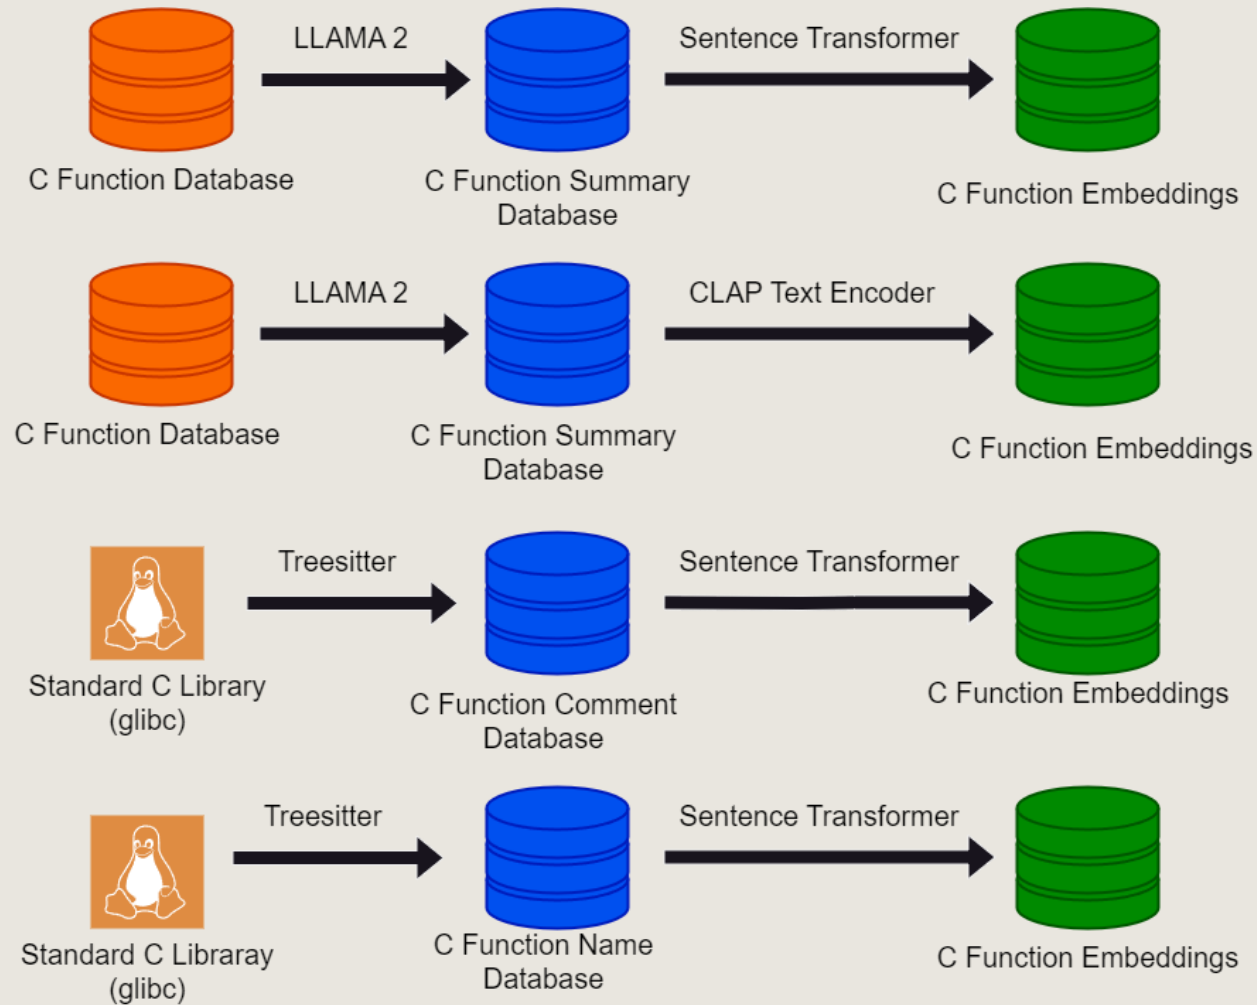 LLAMA 2
Sentence Transformer
C Function Database
C Function Summary
Database
C Function Embeddings
LLAMA 2
CLAP Text Encoder
C Function Database
C Function Summary
Database
C Function Embeddings
Treesitter
Sentence Transformer
Standard C Library
(glibc)
C Function Comment
Database
C Function Embeddings
Treesitter
Sentence Transformer
Standard C Libraray
(glibc)
C Function Name
Database
C Function Embeddings